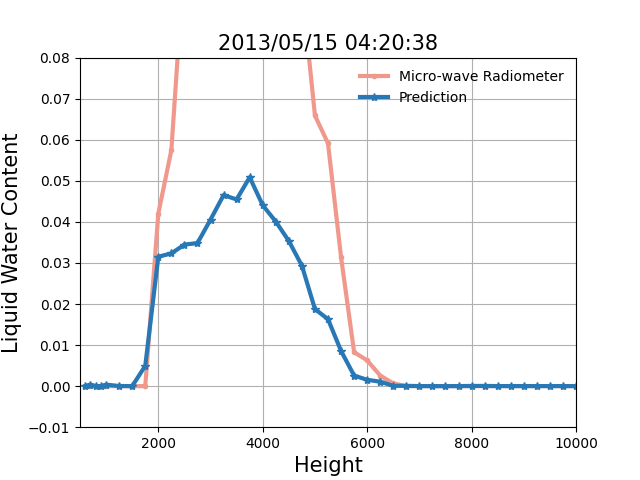 2013/05/15 04:20:38
Micro-wave Radiometer
Prediction
Liquid Water Content
0.08
0.07
0.06
0.05
0.04
0.03
0.02
0.01
0.00
−0.01
2000 4000 6000 8000 10000
Height